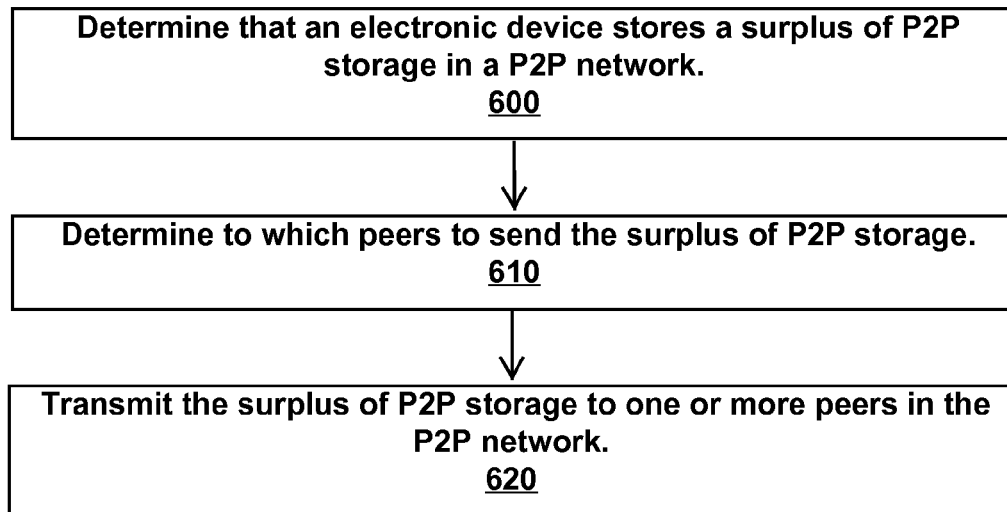 Determine that an electronic device stores a surplus of P2P
storage in a P2P network.
600
Determine to which peers to send the surplus of P2P storage.
610
Transmit the surplus of P2P storage to one or more peers in the
P2P network.
620